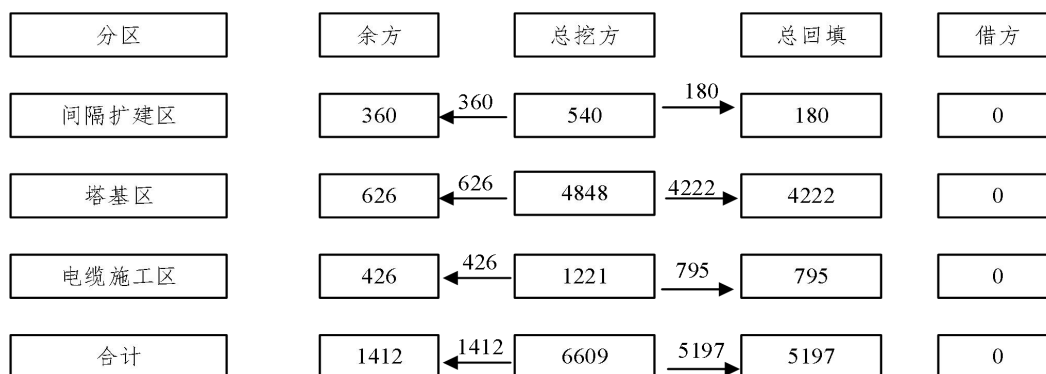 分区 余方 总挖方 总回填 借方
间隔扩建区 360 360 540 180 180 0
塔基区 626 626 4848 4222 4222 0
电缆施工区 426 426 1221 795 795 0
合计 1412 1412 6609 5197 5197 0